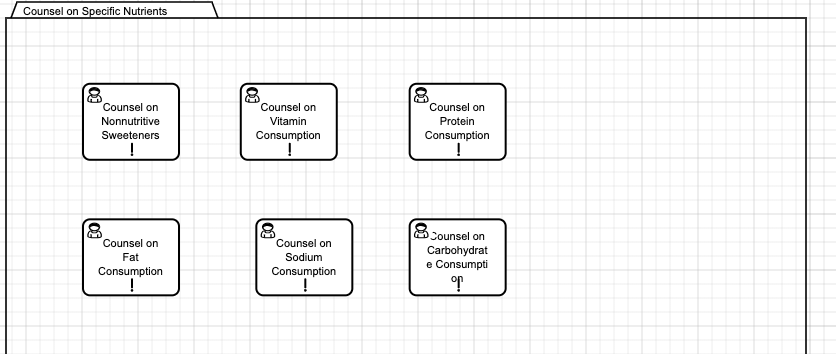 Counsel on Specific Nutrients
Counsel on
Nonnutritive
Sweeteners
!
Counsel on
Vitamin
Consumption
!
Counsel on
Protein
Consumption
!
Counsel on
Fat
Consumption
!
Counsel on
Sodium
Consumption
!
Counsel on
Carbohydrat
e Consumpti
on
!